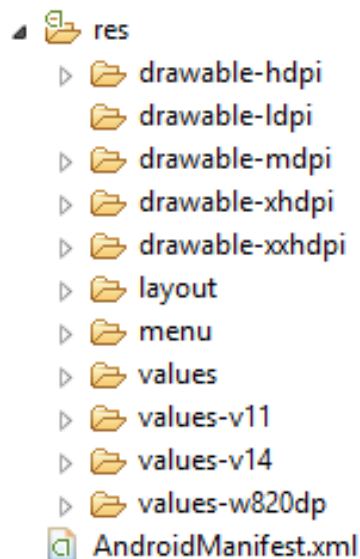 res
drawable-hdpi
drawable-ldpi
drawable-mdpi
drawable-xhdpi
drawable-xxhdpi
layout
menu
values
values-v11
values-v14
values-w820dp
AndroidManifest.xml